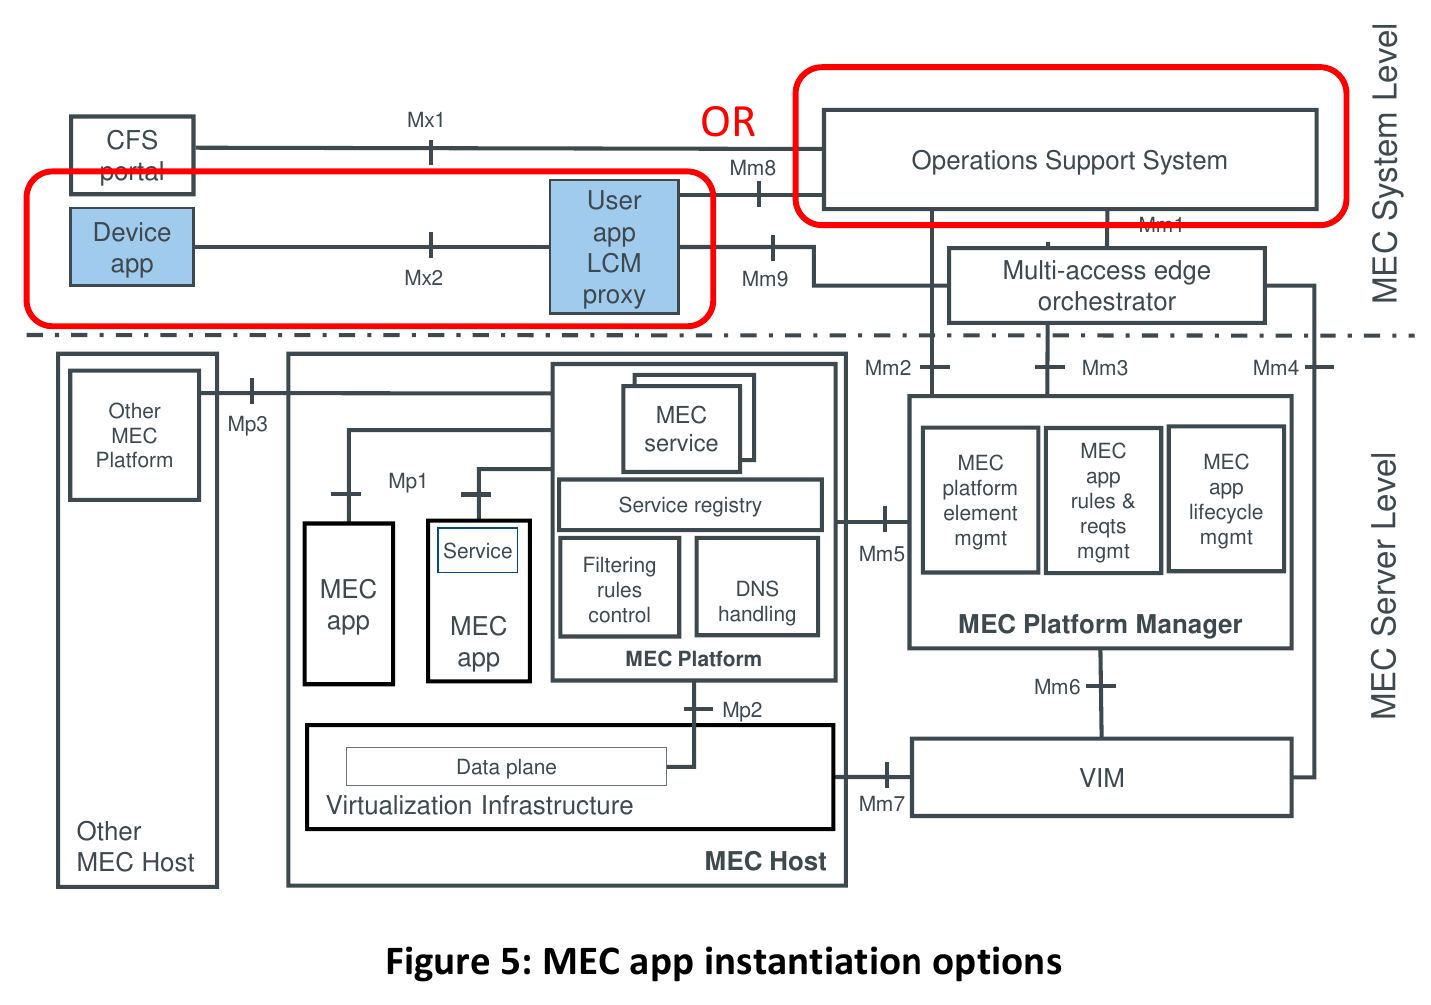 MEC System Level
OR
Mx1
CFS
portal
Operations Support System
Mm8
User
app
LCM
proxy
Device
app
Mm1
Mx2
Mm9
Multi-access edge
orchestrator
Mm2
Mm3
Mm4
Other
MEC
Platform
Mp3
MEC
service
Mp1
Service registry
MEC
platform
element
mgmt
MEC
app
rules &
reqts
mgmt
MEC
app
lifecycle
mgmt
MEC Server Level
Service
MEC
app
MEC
app
Filtering
rules
control
DNS
handling
Mm5
MEC Platform
MEC Platform Manager
Mp2
Mm6
Data plane
Virtualization Infrastructure
Mm7
VIM
Other
MEC Host
MEC Host
Figure 5: MEC app instantiation options